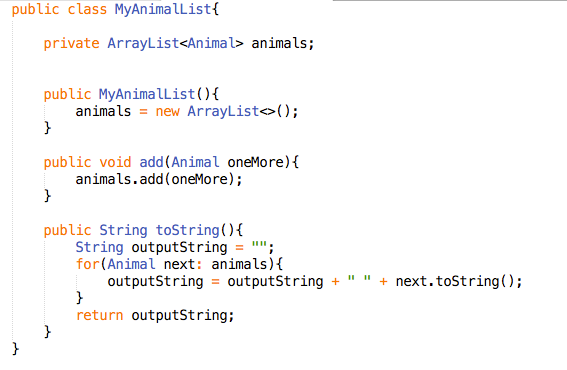 public class MyAnimalList{
private ArrayList<Animal> animals;
public MyAnimalList(){
animals = new ArrayList<>();
}
public void add(Animal oneMore){
animals.add(oneMore);
}
public String toString(){
String outputString = "";
for(Animal next: animals){
outputString = outputString + " " + next.toString();
}
return outputString;
}
}